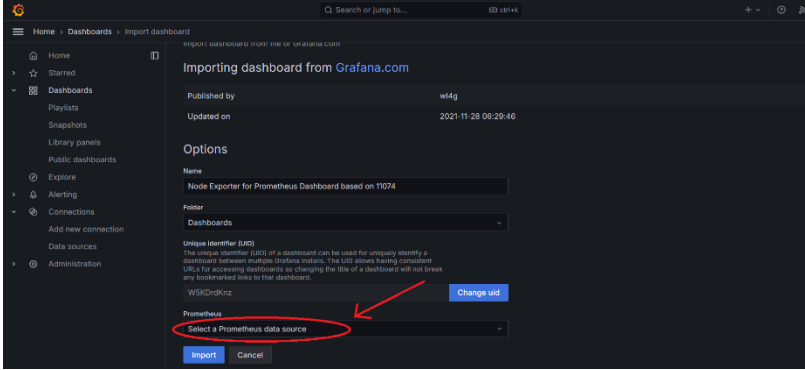 Search or jump to...
ctrl+k
Home > Dashboards > Import dashboard
Import dashboard from file or Grafana.com
Home
Starred
Dashboards
Playlists
Snapshots
Library panels
Public dashboards
Explore
Alerting
Connections
Add new connection
Data sources
Administration
Importing dashboard from Grafana.com
Published by
wl4g
Updated on
2021-11-28 06:29:46
Options
Name
Node Exporter for Prometheus Dashboard based on 11074
Folder
Dashboards
Unique identifier (UID)
The unique identifier (UID) of a dashboard can be used for uniquely identify a
dashboard between multiple Grafana installs. The UID allows having consistent
URLs for accessing dashboards so changing the title of a dashboard will not break
any bookmarked links to that dashboard.
W5KDrdKnz
Change uid
Prometheus
Select a Prometheus data source
Import
Cancel